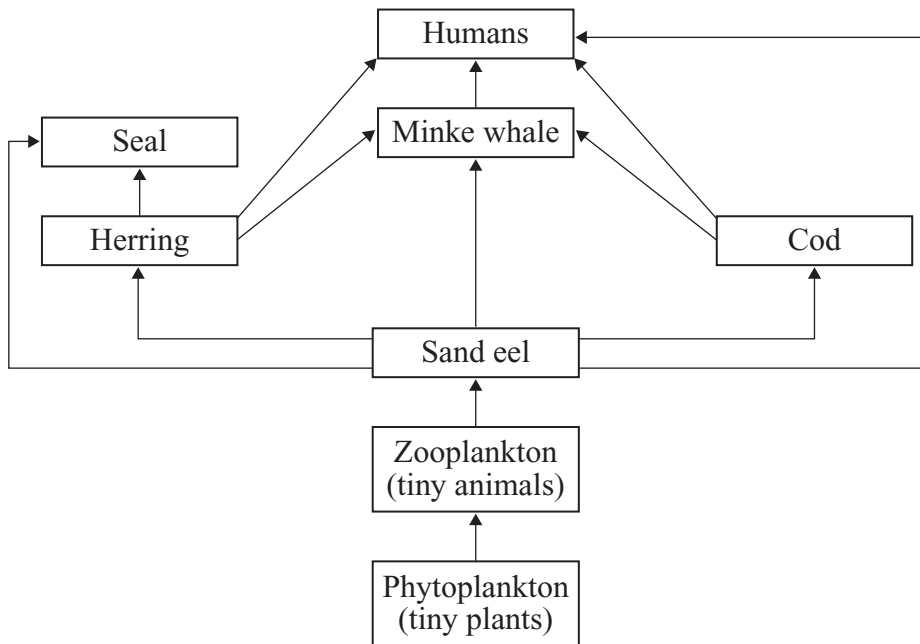 Humans
Minke whale
Seal
Herring
Cod
Sand eel
Zooplankton
(tiny animals)
Phytoplankton
(tiny plants)